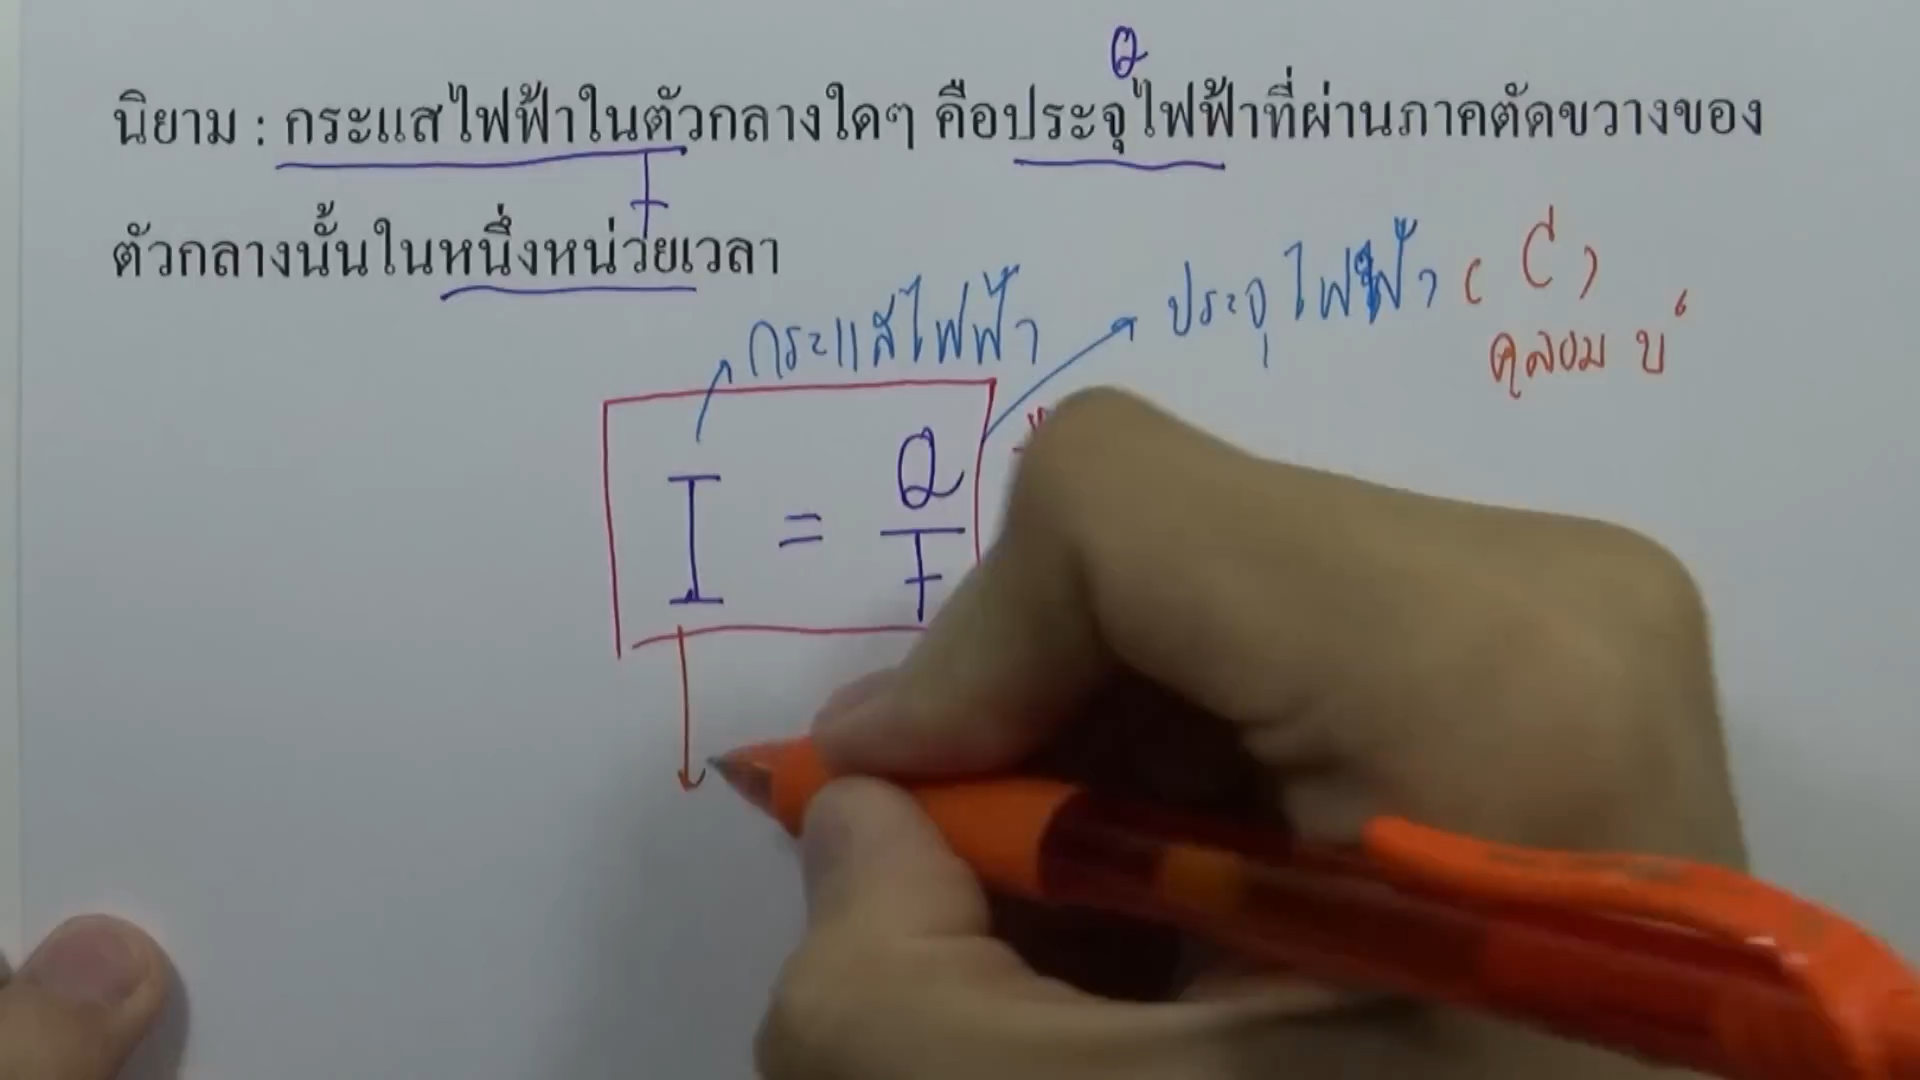 Q
นิยาม : กระแสไฟฟ้าในตัวกลางใดๆ คือประจุไฟฟ้าที่ผ่านภาคตัดขวางของ
t
ตัวกลางนั้นในหนึ่งหน่วยเวลา
กระแสไฟฟ้า
ประจุไฟฟ้า ( C )
คูลอมบ์
I = Q
t